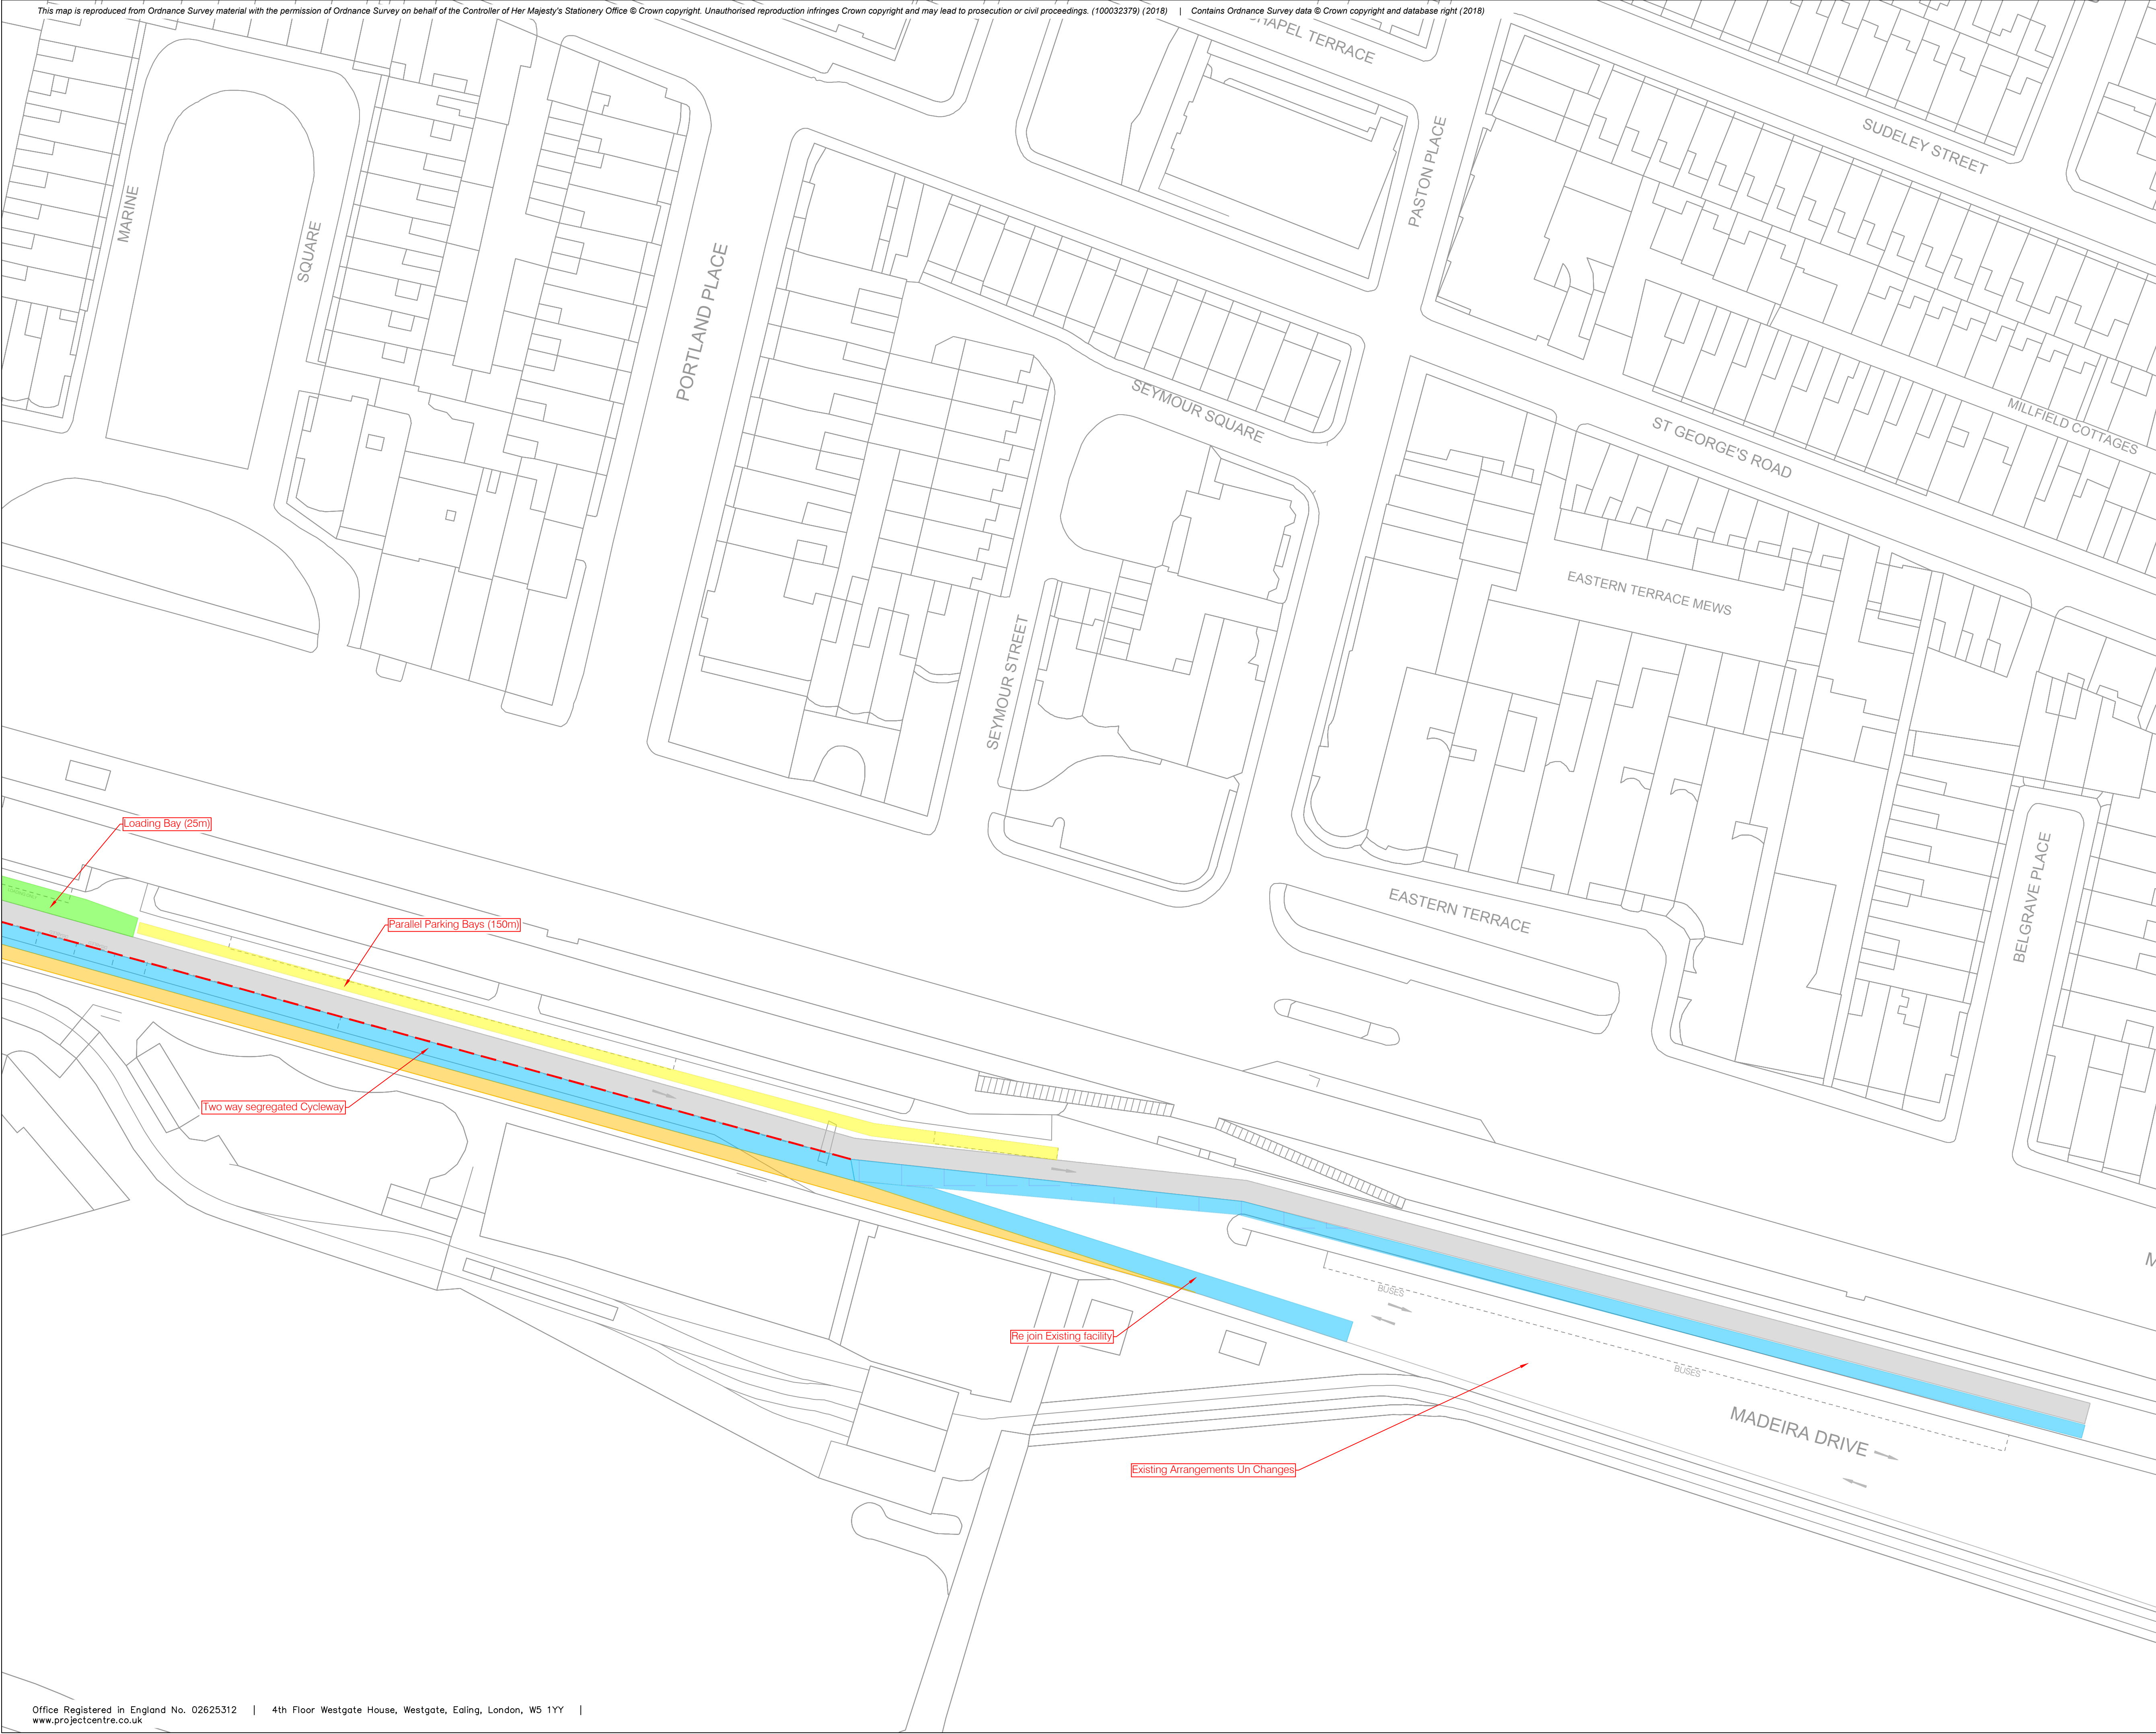 This map is reproduced from Ordnance Survey material with the permission of Ordnance Survey on behalf of the Controller of Her Majesty's Stationery Office © Crown copyright. Unauthorised reproduction infringes Crown copyright and may lead to prosecution or civil proceedings. (100032379) (2018) | Contains Ordnance Survey data © Crown copyright and database right (2018)
HAPEL TERRACE
PASTON PLACE
SUDELEY STREET
MARINE
SQUARE
PORTLAND PLACE
SEYMOUR SQUARE
ST GEORGE'S ROAD
MILLFIELD COTTAGES
EASTERN TERRACE MEWS
SEYMOUR STREET
EASTERN TERRACE
BELGRAVE PLACE
Loading Bay (25m)
Parallel Parking Bays (150m)
Two way segregated Cycleway
M
BUSES
Re join Existing facility
BUSES
MADEIRA DRIVE
Existing Arrangements Un Changes
Office Registered in England No. 02625312 | 4th Floor Westgate House, Westgate, Ealing, London, W5 1YY |
www.projectcentre.co.uk